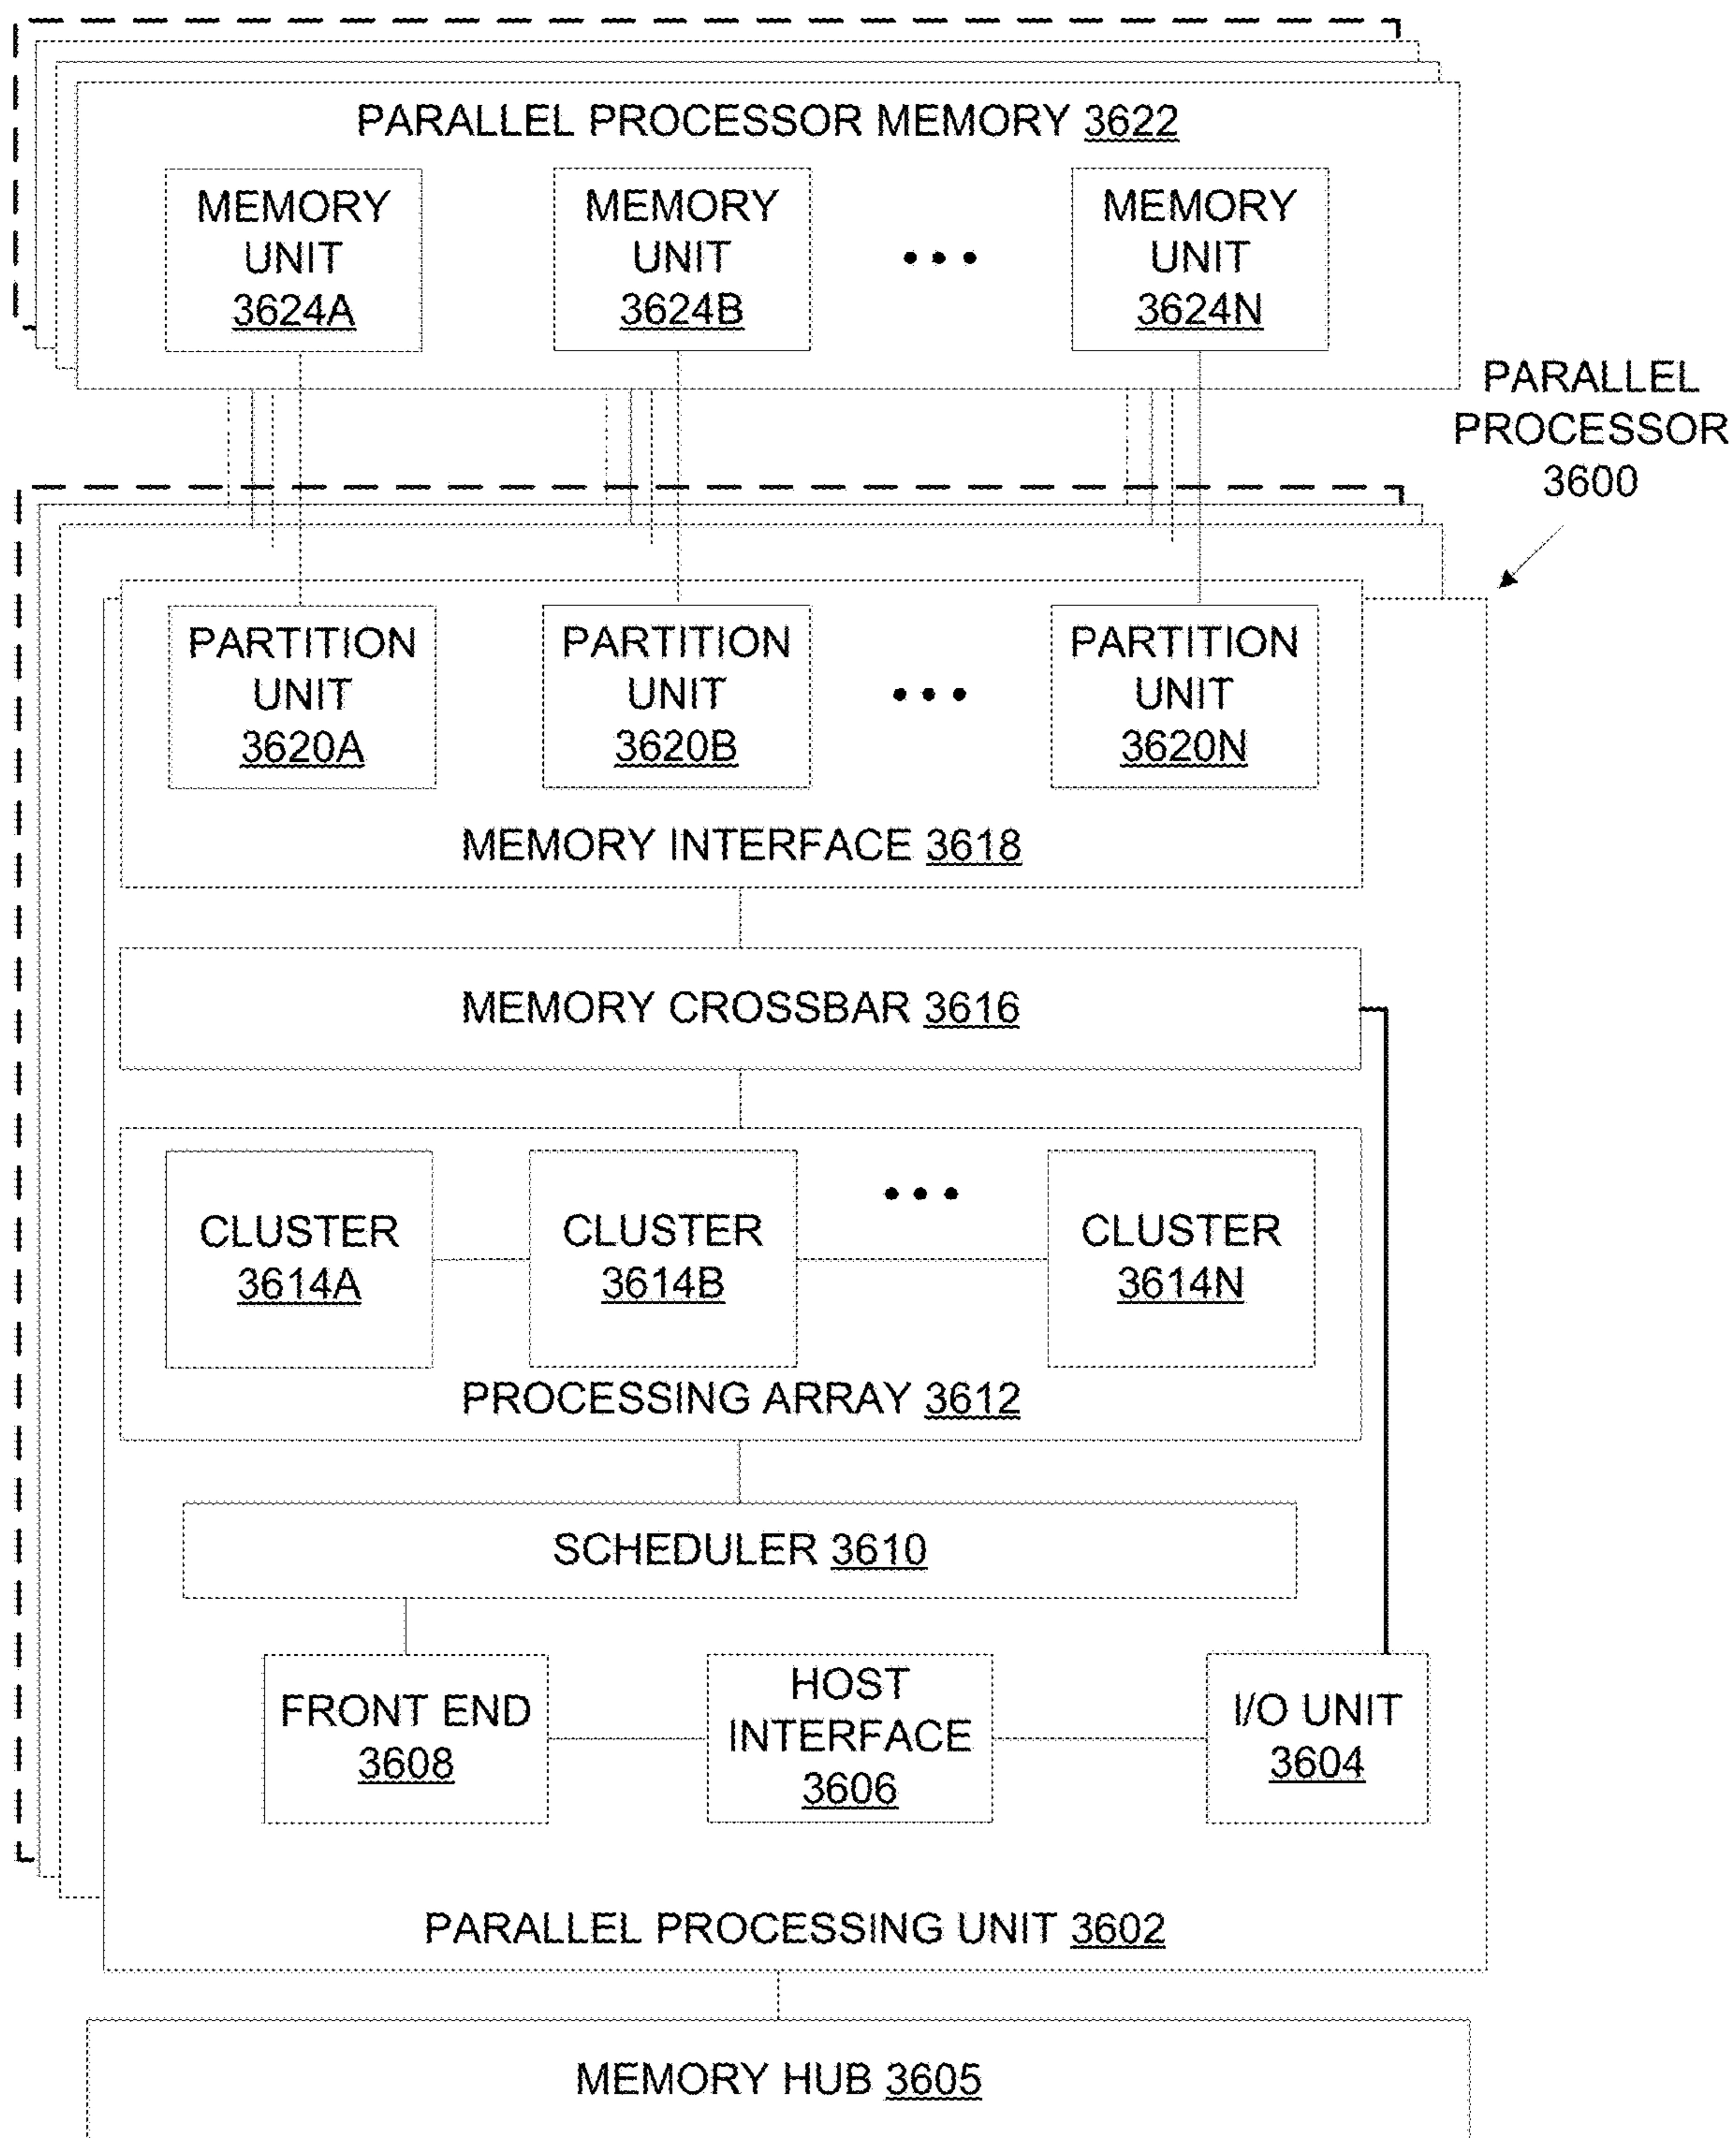 PARALLEL PROCESSOR MEMORY 3622
MEMORY
UNIT
3624A
MEMORY
UNIT
3624B
MEMORY
UNIT
3624N
PARALLEL
PROCESSOR
3600
PARTITION
UNIT
3620A
PARTITION
UNIT
3620B
PARTITION
UNIT
3620N
MEMORY INTERFACE 3618
MEMORY CROSSBAR 3616
CLUSTER
3614A
CLUSTER
3614B
CLUSTER
3614N
PROCESSING ARRAY 3612
SCHEDULER 3610
FRONT END
3608
HOST
INTERFACE
3606
I/O UNIT
3604
PARALLEL PROCESSING UNIT 3602
MEMORY HUB 3605